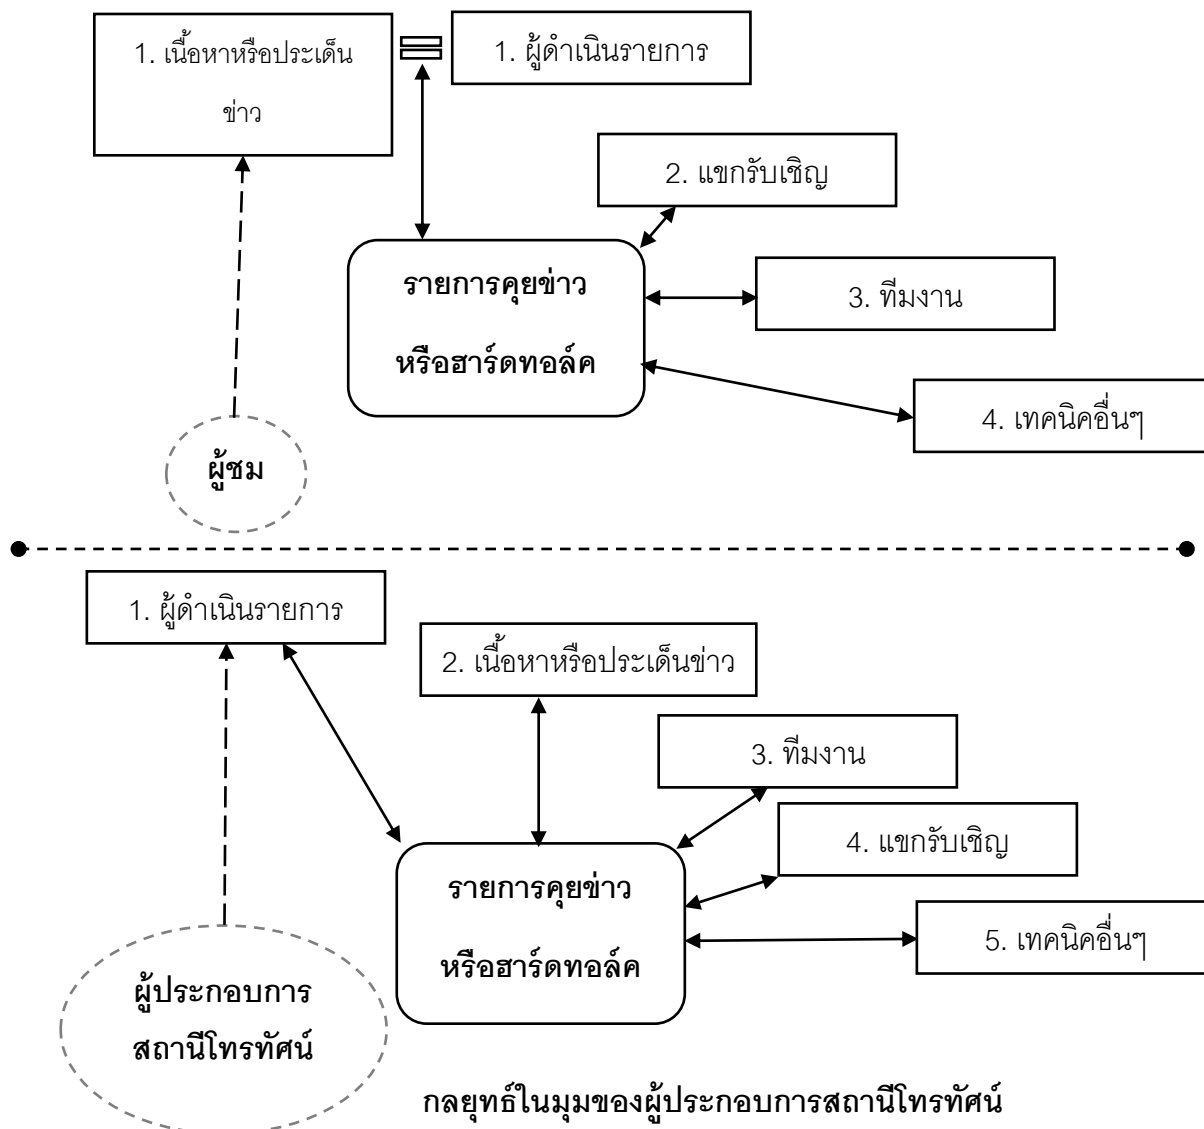 1. เนื้อหาหรือประเด็น
ข่าว
1. ผู้ดำเนินรายการ
2. แขกรับเชิญ
รายการคุยข่าว
หรือฮาร์ดทอล์ค
3. ทีมงาน
4. เทคนิคอื่นๆ
ผู้ชม
1. ผู้ดำเนินรายการ
2. เนื้อหาหรือประเด็นข่าว
3. ทีมงาน
4. แขกรับเชิญ
รายการคุยข่าว
หรือฮาร์ดทอล์ค
5. เทคนิคอื่นๆ
ผู้ประกอบการ
สถานีโทรทัศน์
กลยุทธ์ในมุมของผู้ประกอบการสถานีโทรทัศน์